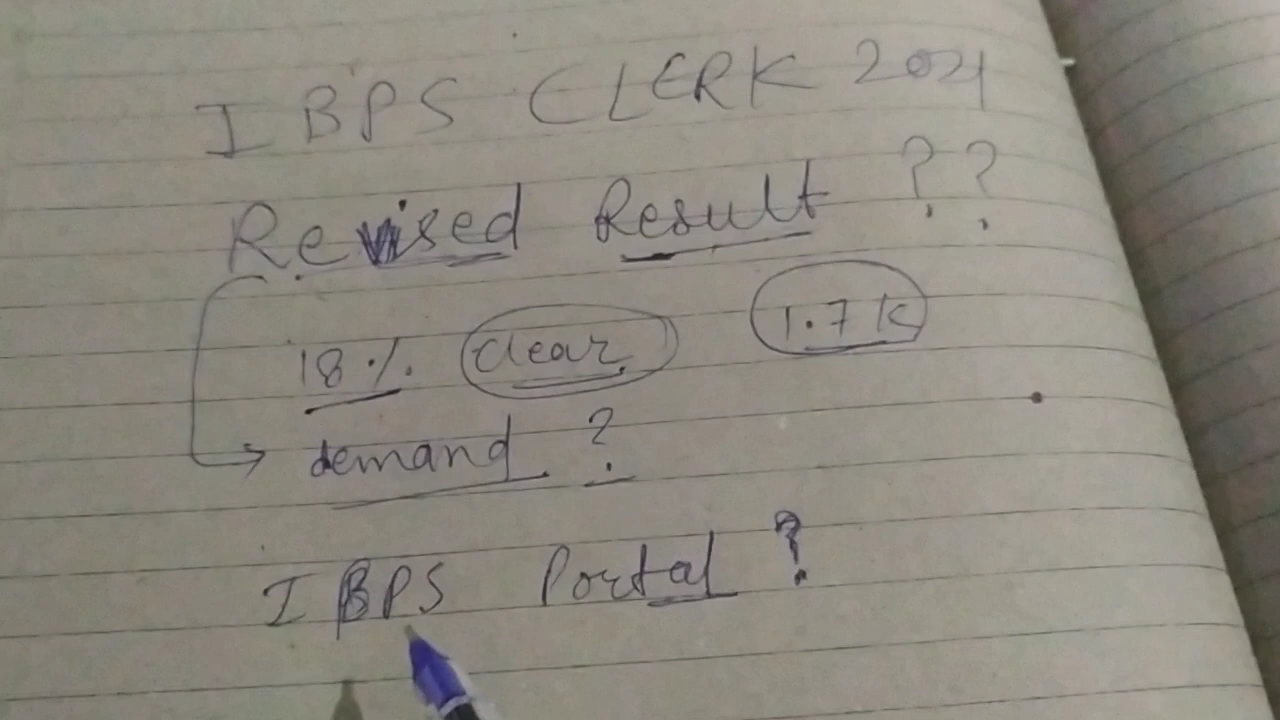 IBPS CLERK 2021
Revised Result ??
18% clear 1.7K
demand ?
IBPS Portal ?